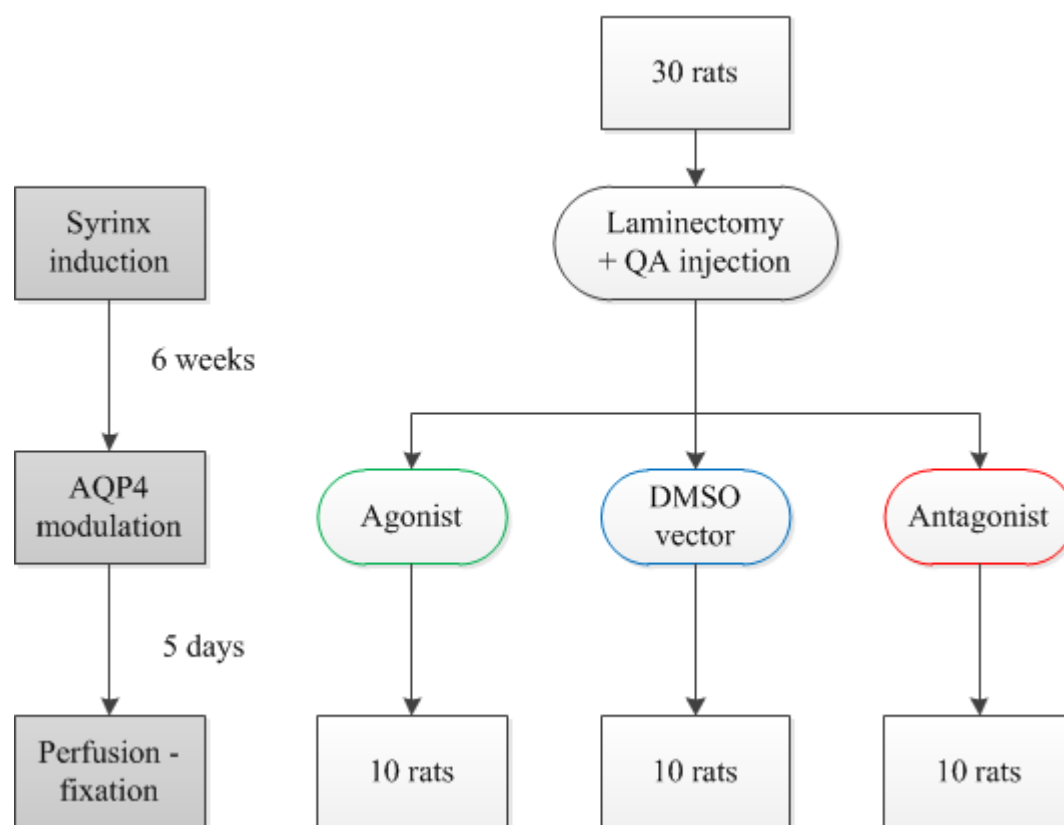 30 rats
Syrinx
induction
Laminectomy
+ QA injection
6 weeks
AQP4
modulation
Agonist
DMSO
vector
Antagonist
5 days
Perfusion -
fixation
10 rats
10 rats
10 rats